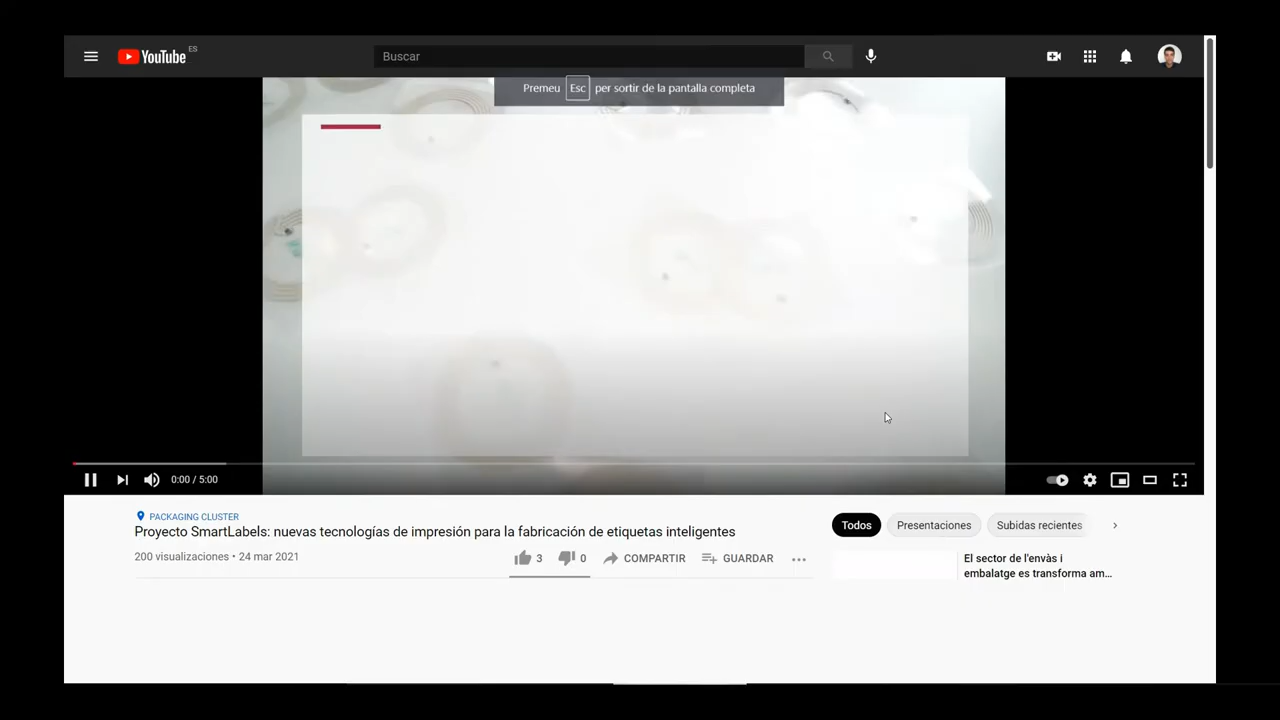 YouTube ES
Buscar
Premeu Esc per sortir de la pantalla completa
0:00 / 5:00
PACKAGING CLUSTER
Proyecto SmartLabels: nuevas tecnologías de impresión para la fabricación de etiquetas inteligentes
200 visualizaciones • 24 mar 2021
3 0 COMPARTIR GUARDAR
Todos Presentaciones Subidas recientes
El sector de l'envàs i
embalatge es transforma am...